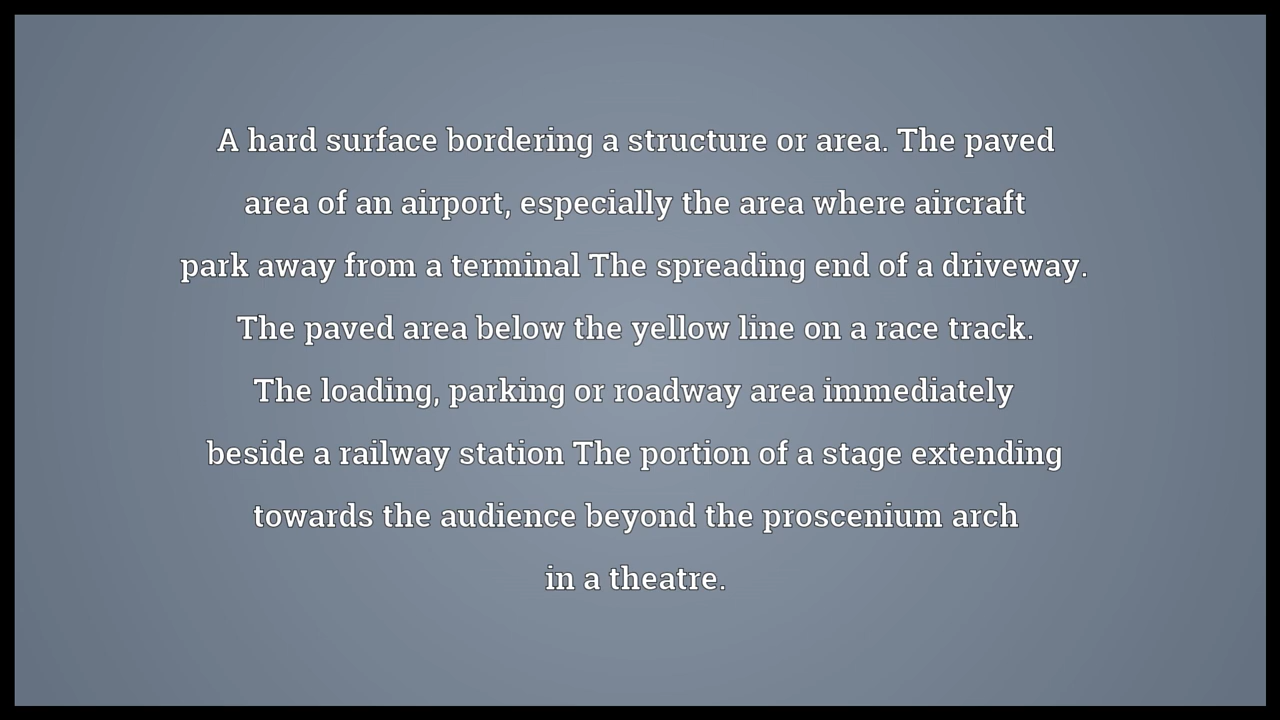 A hard surface bordering a structure or area. The paved
area of an airport, especially the area where aircraft
park away from a terminal The spreading end of a driveway.
The paved area below the yellow line on a race track.
The loading, parking or roadway area immediately
beside a railway station The portion of a stage extending
towards the audience beyond the proscenium arch
in a theatre.